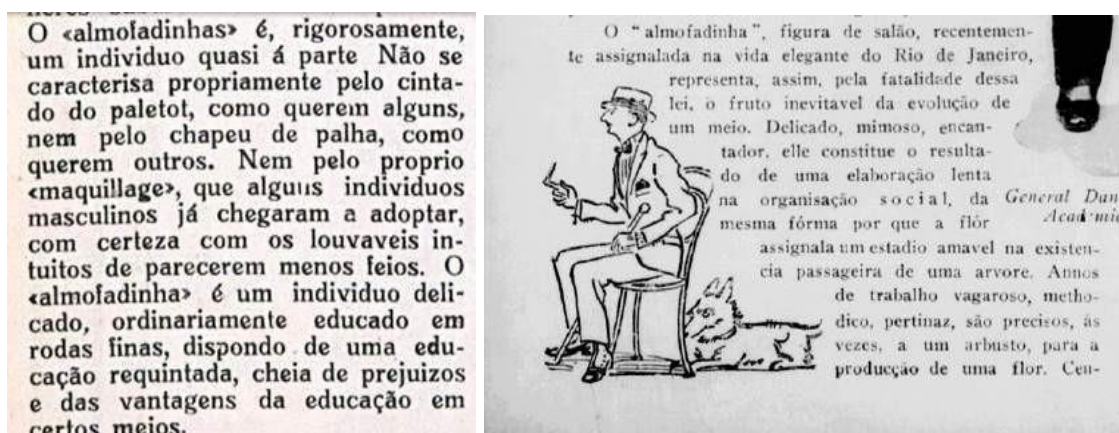 O «almofadinhas» é, rigorosamente,
um individuo quasi á parte Não se
caracterisa propriamente pelo cinta-
do do paletot, como querem alguns,
nem pelo chapeu de palha, como
querem outros. Nem pelo proprio
«maquillage», que alguns individuos
masculinos já chegaram a adoptar,
com certeza com os louvaveis in-
tuitos de parecerem menos feios. O
«almofadinha» é um individuo deli-
cado, ordinariamente educado em
rodas finas, dispondo de uma edu-
cação requintada, cheia de prejuizos
e das vantagens da educação em
certos meios.
O "almofadinha", figura de salão, recentemen-
te assignalada na vida elegante do Rio de Janeiro,
representa, assim, pela fatalidade dessa
lei, o fruto inevitavel da evolução de
um meio. Delicado, mimoso, encan-
tador, elle constitue o resulta-
do de uma elaboração lenta
na organisação social, da
mesma fórma por que a flôr
assignala um estadio amavel na existen-
cia passageira de uma arvore. Annos
de trabalho vagaroso, metho-
dico, pertinaz, são precisos, ás
vezes, a um arbusto, para a
producção de uma flor. Cen-
General Dan